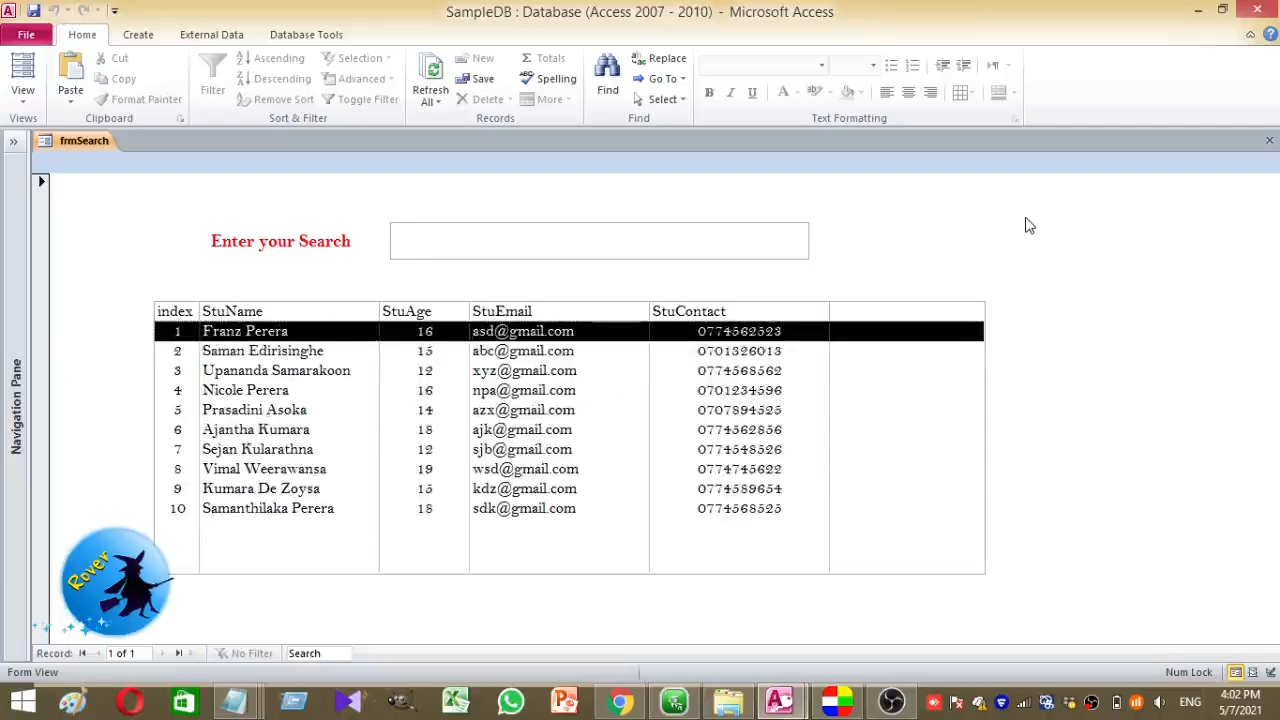 SampleDB : Database (Access 2007 - 2010) - Microsoft Access
File Home Create External Data Database Tools
View Views
Paste Cut Copy Format Painter Clipboard
Filter Ascending Descending Remove Sort Selection Advanced Toggle Filter Sort & Filter
Refresh All New Save Delete Totals Spelling More Records
Find Replace Go To Select Find
B I U A Text Formatting
frmSearch
Navigation Pane
Enter your Search
index StuName StuAge StuEmail StuContact
1 Franz Perera 16 asd@gmail.com 0774562523
2 Saman Edirisinghe 15 abc@gmail.com 0701326013
3 Upananda Samarakoon 12 xyz@gmail.com 0774568562
4 Nicole Perera 16 npa@gmail.com 0701234596
5 Prasadini Asoka 14 azx@gmail.com 0707894525
6 Ajantha Kumara 18 ajk@gmail.com 0774562856
7 Sejan Kularathna 12 sjb@gmail.com 0774548526
8 Vimal Weerawansa 19 wsd@gmail.com 0774745622
9 Kumara De Zoysa 15 kdz@gmail.com 0774589654
10 Samanthilaka Perera 18 sdk@gmail.com 0774568525
Rover
Record: 1 of 1 No Filter Search
Form View Num Lock
ENG 4:02 PM
5/7/2021